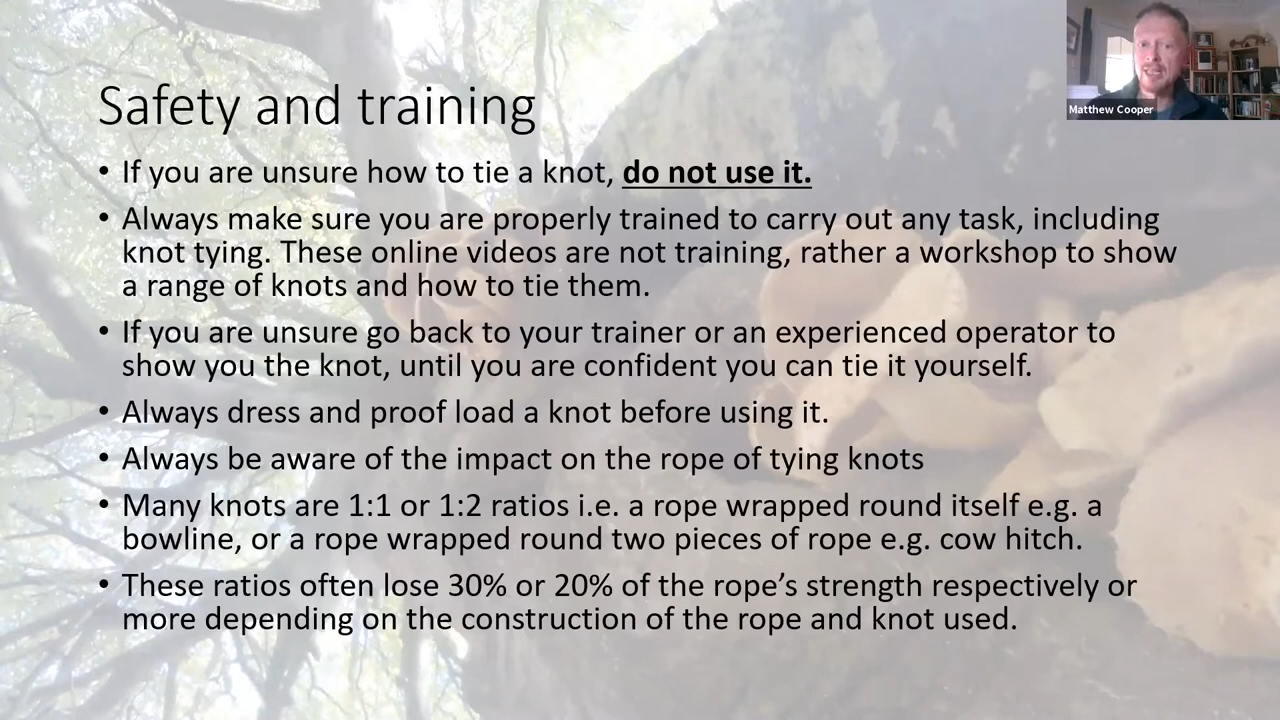 Safety and training
• If you are unsure how to tie a knot, do not use it.
• Always make sure you are properly trained to carry out any task, including
knot tying. These online videos are not training, rather a workshop to show
a range of knots and how to tie them.
• If you are unsure go back to your trainer or an experienced operator to
show you the knot, until you are confident you can tie it yourself.
• Always dress and proof load a knot before using it.
• Always be aware of the impact on the rope of tying knots
• Many knots are 1:1 or 1:2 ratios i.e. a rope wrapped round itself e.g. a
bowline, or a rope wrapped round two pieces of rope e.g. cow hitch.
• These ratios often lose 30% or 20% of the rope’s strength respectively or
more depending on the construction of the rope and knot used.
Matthew Cooper